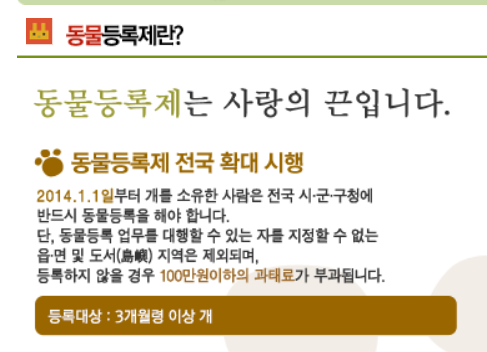 동물등록제란?
동물등록제는 사랑의 끈입니다.
동물등록제 전국 확대 시행
2014.1.1일부터 개를 소유한 사람은 전국 시·군·구청에
반드시 동물등록을 해야 합니다.
단, 동물등록 업무를 대행할 수 있는 자를 지정할 수 없는
읍·면 및 도서(島嶼) 지역은 제외되며,
등록하지 않을 경우 100만원이하의 과태료가 부과됩니다.
등록대상 : 3개월령 이상 개